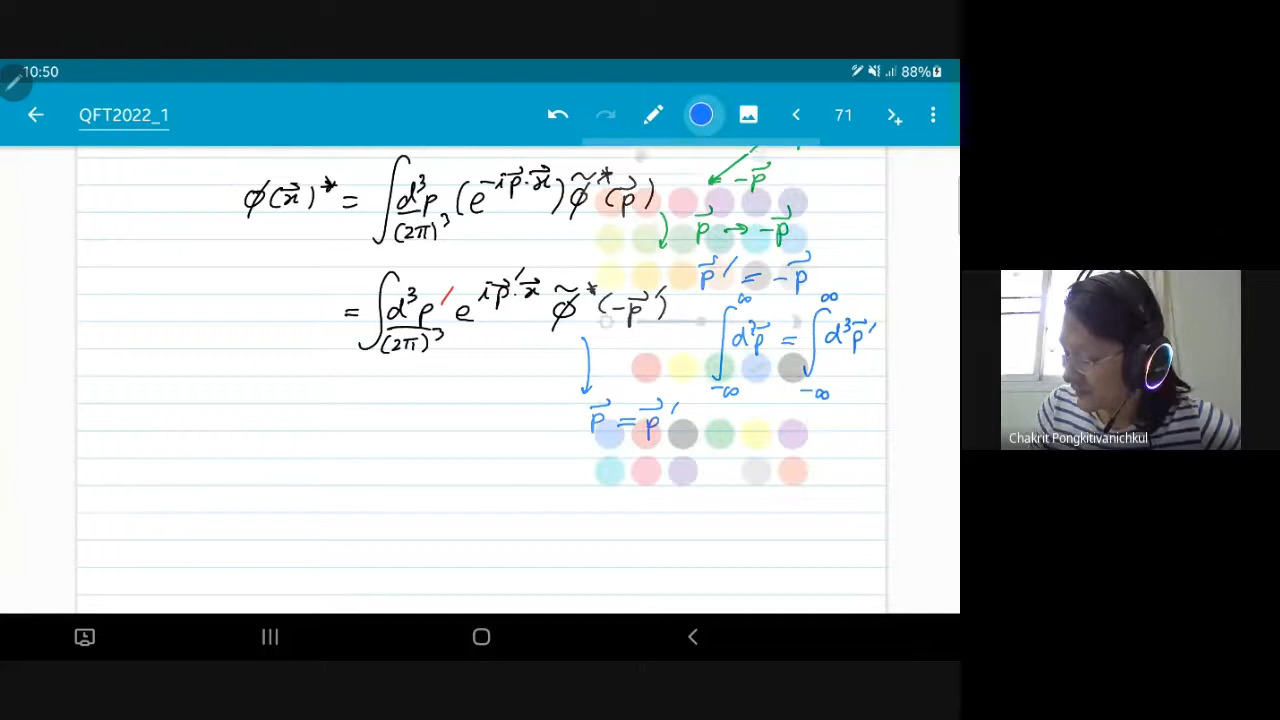 10:50
88%
QFT2022_1
71
→ -p⃗
ϕ(x⃗)* = ∫ d³p/(2π)³ (e^{-ip⃗·x⃗}) ϕ̃*(p⃗)
p⃗ → -p⃗
p⃗′ = -p⃗
= ∫ d³p′/(2π)³ e^{ip⃗′·x⃗} ϕ̃*(-p⃗′)
∫_{-∞}^{∞} d³p⃗ = ∫_{-∞}^{∞} d³p⃗′
p⃗ = p⃗′
Chakrit Pongkitivanichkul